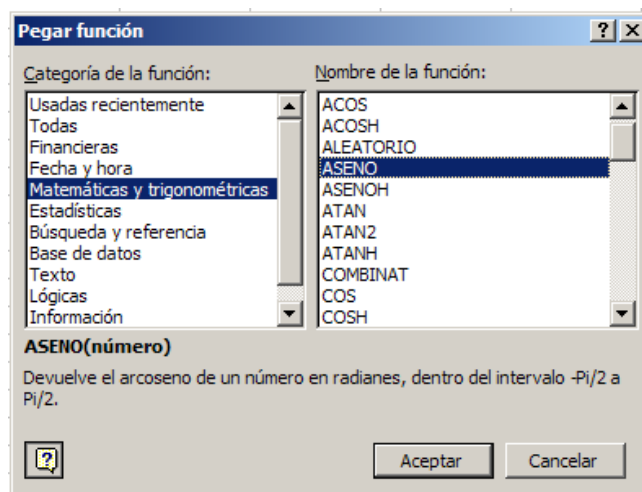 Pegar función
Categoría de la función:
Usadas recientemente
Todas
Financieras
Fecha y hora
Matemáticas y trigonométricas
Estadísticas
Búsqueda y referencia
Base de datos
Texto
Lógicas
Información
Nombre de la función:
ACOS
ACOSH
ALEATORIO
ASENO
ASENOH
ATAN
ATAN2
ATANH
COMBINAT
COS
COSH
ASENO(número)
Devuelve el arcoseno de un número en radianes, dentro del intervalo -Pi/2 a
Pi/2.
Aceptar
Cancelar